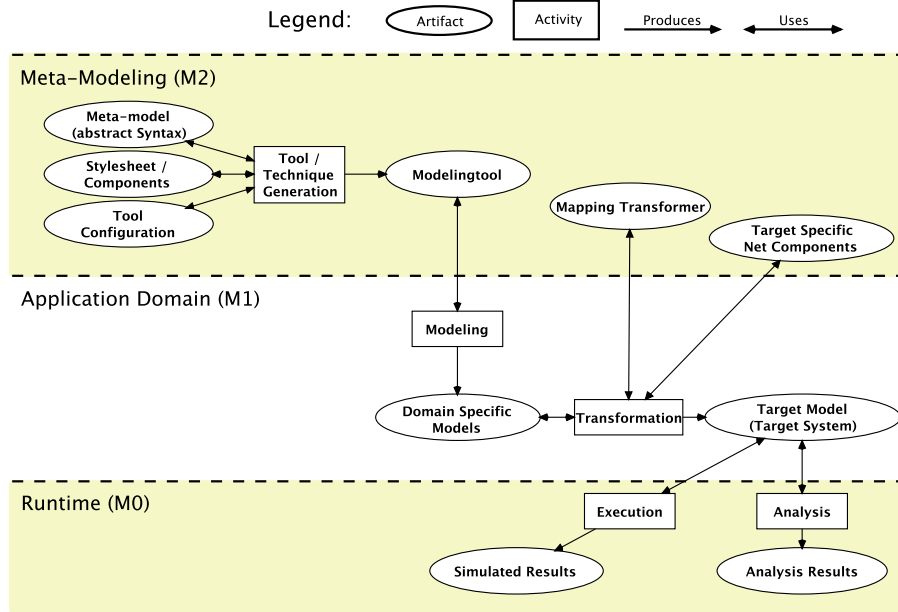 Legend:
Artifact
Activity
Produces
Uses
Meta-Modeling (M2)
Meta-model
(abstract Syntax)
Stylesheet /
Components
Tool
Configuration
Tool /
Technique
Generation
Modelingtool
Mapping Transformer
Target Specific
Net Components
Application Domain (M1)
Modeling
Domain Specific
Models
Transformation
Target Model
(Target System)
Runtime (M0)
Execution
Analysis
Simulated Results
Analysis Results